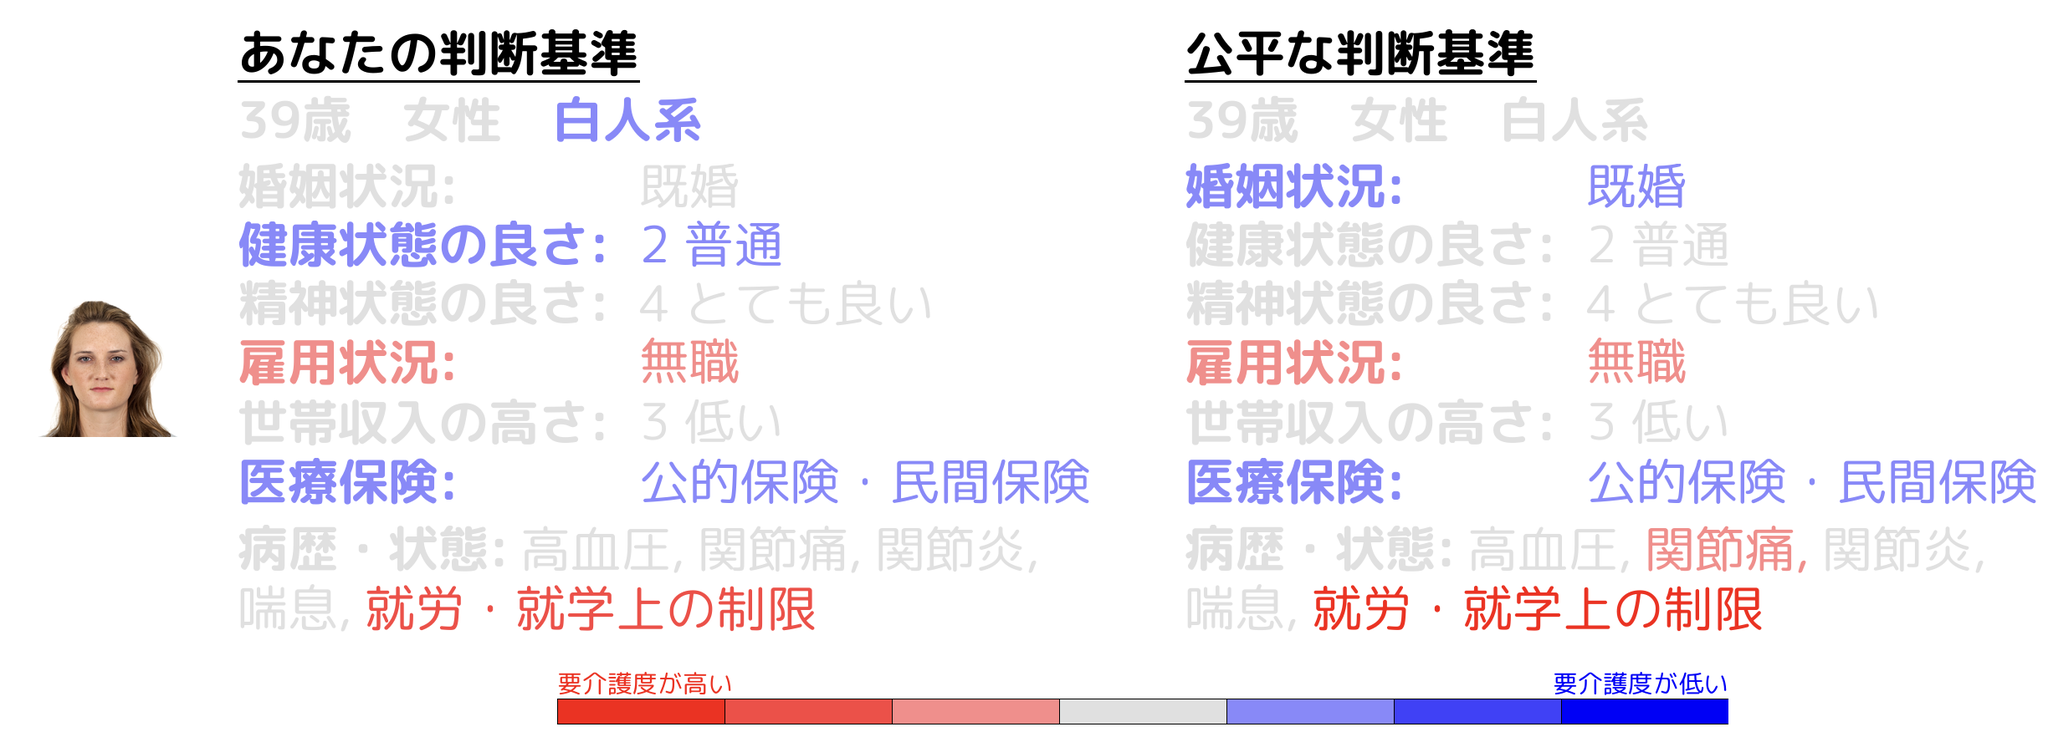 あなたの判断基準
39歳　女性　白人系
婚姻状況: 既婚
健康状態の良さ: 2 普通
精神状態の良さ: 4 とても良い
雇用状況: 無職
世帯収入の高さ: 3 低い
医療保険: 公的保険・民間保険
病歴・状態: 高血圧, 関節痛, 関節炎,
喘息, 就労・就学上の制限
公平な判断基準
39歳　女性　白人系
婚姻状況: 既婚
健康状態の良さ: 2 普通
精神状態の良さ: 4 とても良い
雇用状況: 無職
世帯収入の高さ: 3 低い
医療保険: 公的保険・民間保険
病歴・状態: 高血圧, 関節痛, 関節炎,
喘息, 就労・就学上の制限
要介護度が高い
要介護度が低い